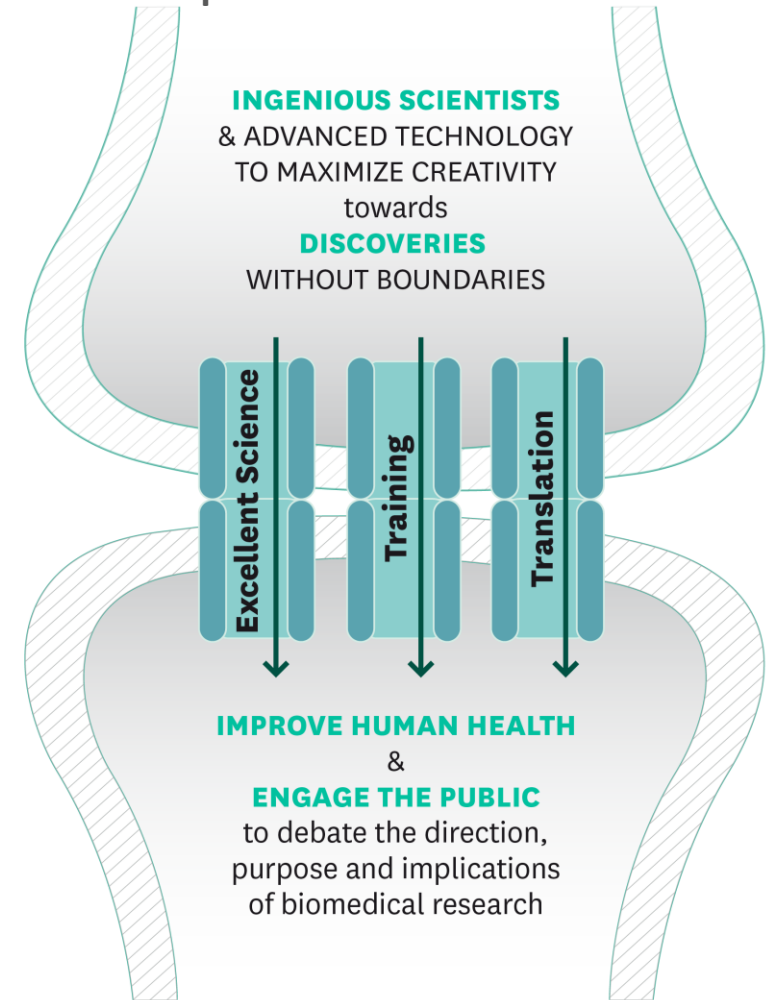 INGENIOUS SCIENTISTS
& ADVANCED TECHNOLOGY
TO MAXIMIZE CREATIVITY
towards
DISCOVERIES
WITHOUT BOUNDARIES
Excellent Science
Training
Translation
IMPROVE HUMAN HEALTH
&
ENGAGE THE PUBLIC
to debate the direction,
purpose and implications
of biomedical research